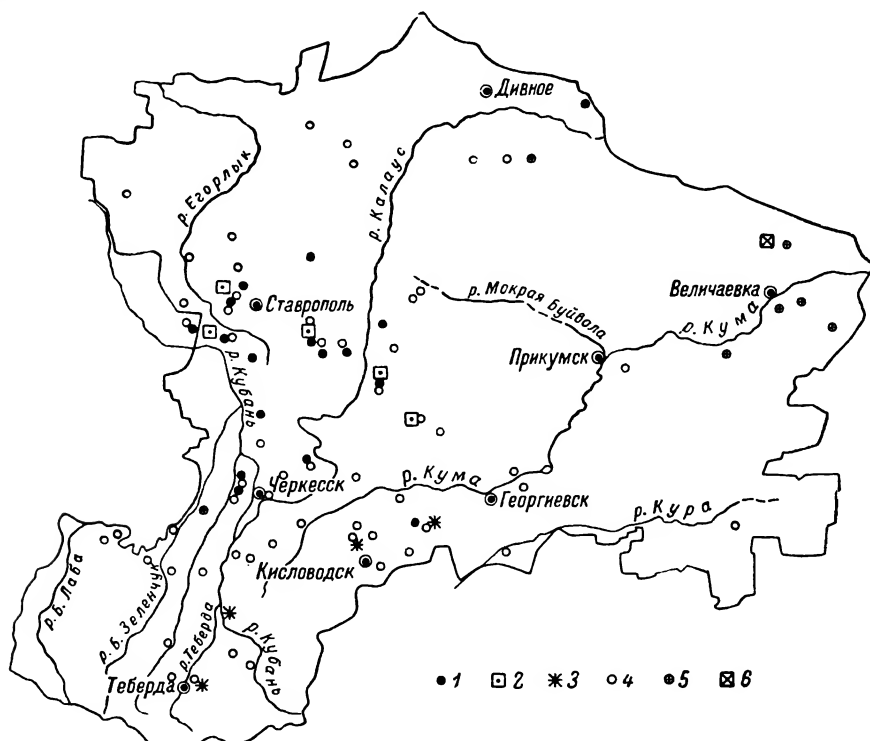 Дивное
р. Егорлык
р. Калаус
Ставрополь
р. Мокрая Буйвола
Величаевка
р. Кума
Прикумск
р. Кубань
Черкесск
р. Кума
Георгиевск
р. Кура
Кисловодск
р. Б. Лаба
р. Б. Зеленчук
р. Теберда
р. Кубань
Теберда
1 2 3 4 5 6